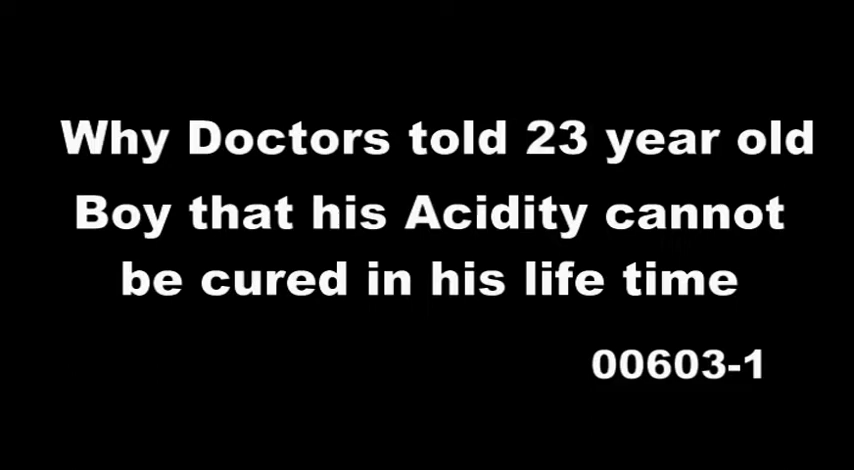 Why Doctors told 23 year old
Boy that his Acidity cannot
be cured in his life time
00603-1